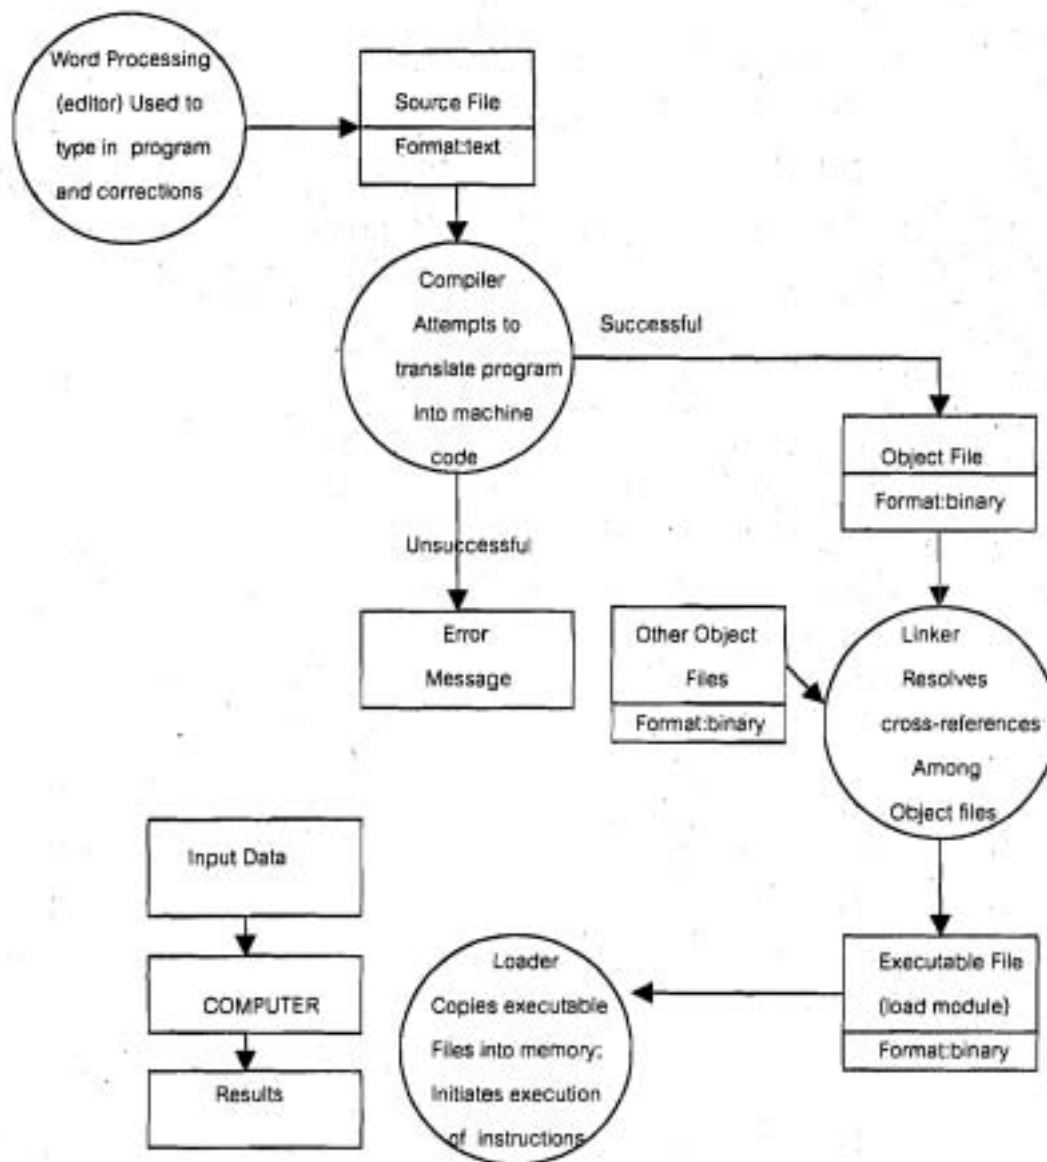 Word Processing
(editor) Used to
type in program
and corrections
Source File
Format:text
Compiler
Attempts to
translate program
into machine
code
Successful
Unsuccessful
Error
Message
Object File
Format:binary
Other Object
Files
Format:binary
Linker
Resolves
cross-references
Among
Object files
Executable File
(load module)
Format:binary
Loader
Copies executable
Files into memory;
Initiates execution
of instructions
Input Data
COMPUTER
Results